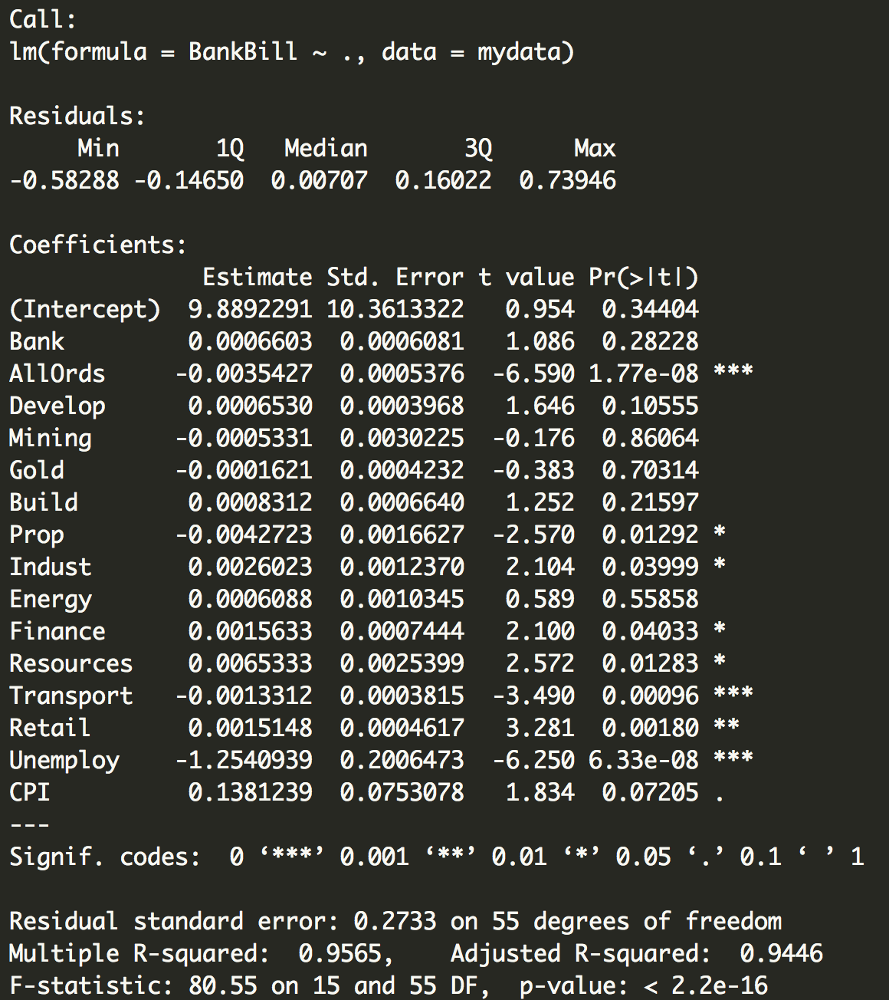 Call:
lm(formula = BankBill ~ ., data = mydata)
Residuals:
     Min       1Q   Median       3Q      Max
-0.58288 -0.14650  0.00707  0.16022  0.73946
Coefficients:
              Estimate Std. Error t value Pr(>|t|)
(Intercept)  9.8892291 10.3613322   0.954  0.34404
Bank         0.0006603  0.0006081   1.086  0.28228
AllOrds     -0.0035427  0.0005376  -6.590 1.77e-08 ***
Develop      0.0006530  0.0003968   1.646  0.10555
Mining      -0.0005331  0.0030225  -0.176  0.86064
Gold        -0.0001621  0.0004232  -0.383  0.70314
Build        0.0008312  0.0006640   1.252  0.21597
Prop        -0.0042723  0.0016627  -2.570  0.01292 *
Indust       0.0026023  0.0012370   2.104  0.03999 *
Energy       0.0006088  0.0010345   0.589  0.55858
Finance      0.0015633  0.0007444   2.100  0.04033 *
Resources    0.0065333  0.0025399   2.572  0.01283 *
Transport   -0.0013312  0.0003815  -3.490  0.00096 ***
Retail       0.0015148  0.0004617   3.281  0.00180 **
Unemploy    -1.2540939  0.2006473  -6.250 6.33e-08 ***
CPI          0.1381239  0.0753078   1.834  0.07205 .
---
Signif. codes:  0 ‘***’ 0.001 ‘**’ 0.01 ‘*’ 0.05 ‘.’ 0.1 ‘ ’ 1
Residual standard error: 0.2733 on 55 degrees of freedom
Multiple R-squared:  0.9565,    Adjusted R-squared:  0.9446
F-statistic: 80.55 on 15 and 55 DF,  p-value: < 2.2e-16